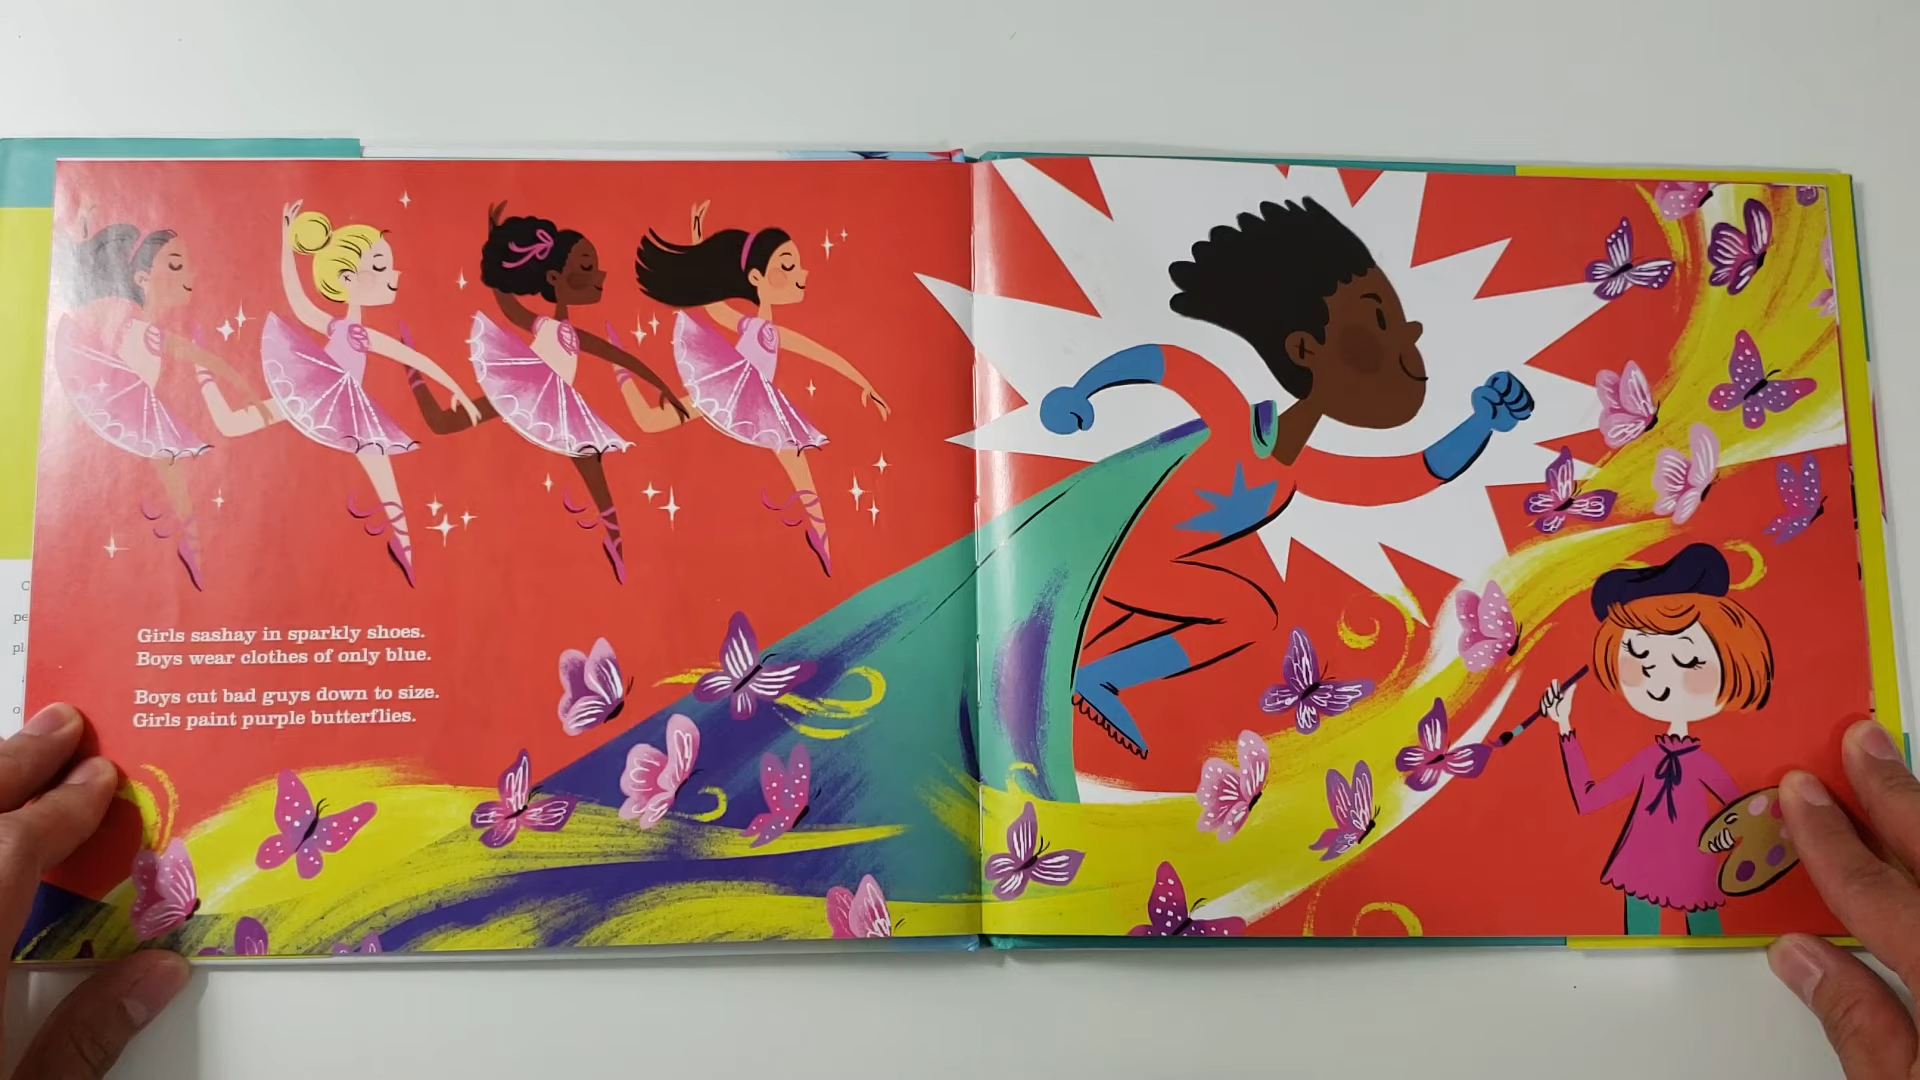 Girls sashay in sparkly shoes.
Boys wear clothes of only blue.
Boys cut bad guys down to size.
Girls paint purple butterflies.